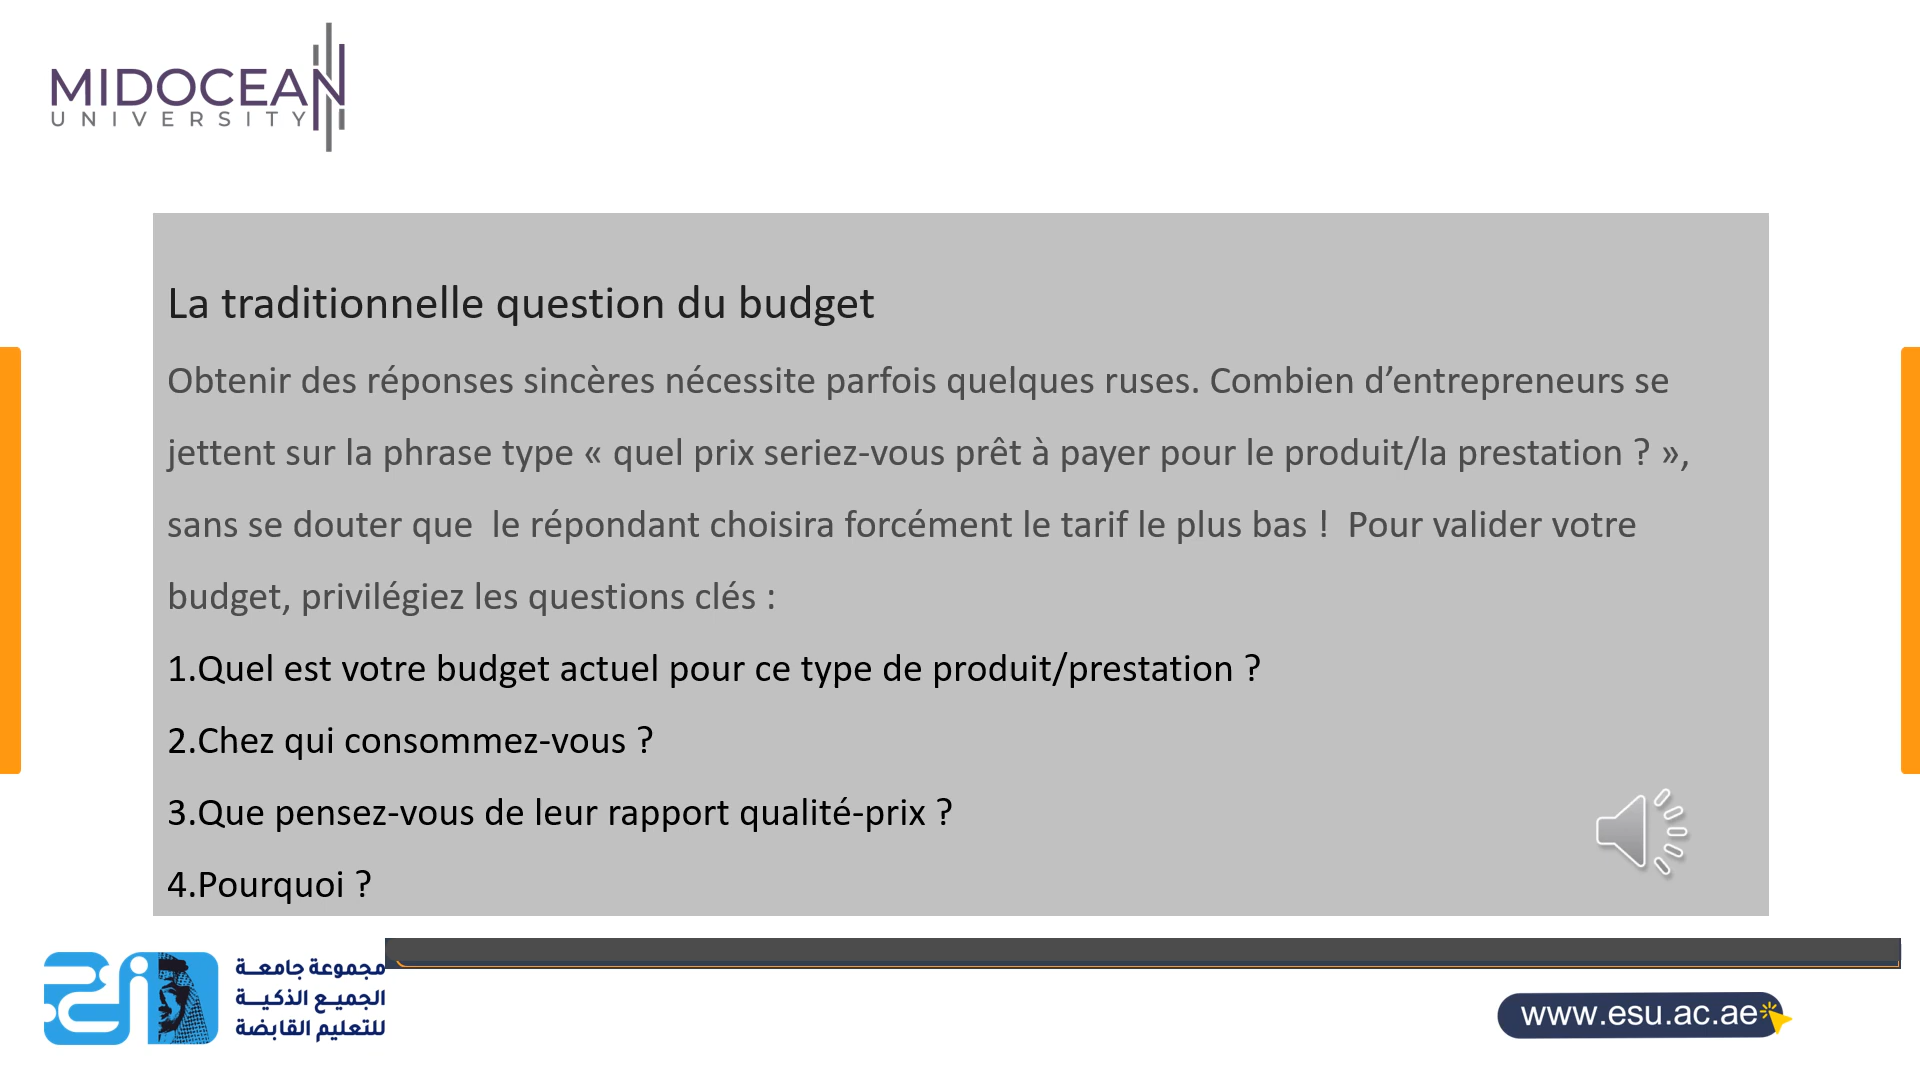 MIDOCEAN
UNIVERSITY
La traditionnelle question du budget
Obtenir des réponses sincères nécessite parfois quelques ruses. Combien d’entrepreneurs se
jettent sur la phrase type « quel prix seriez-vous prêt à payer pour le produit/la prestation ? »,
sans se douter que  le répondant choisira forcément le tarif le plus bas !  Pour valider votre
budget, privilégiez les questions clés :
1.Quel est votre budget actuel pour ce type de produit/prestation ?
2.Chez qui consommez-vous ?
3.Que pensez-vous de leur rapport qualité-prix ?
4.Pourquoi ?
مجموعة جامعـــة
الجميــع الذكيـــة
للتعليم القابضة
www.esu.ac.ae